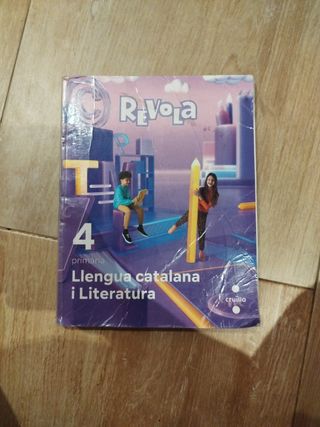 REVOLA
4
primària
Llengua catalana
i Literatura
cruïlla